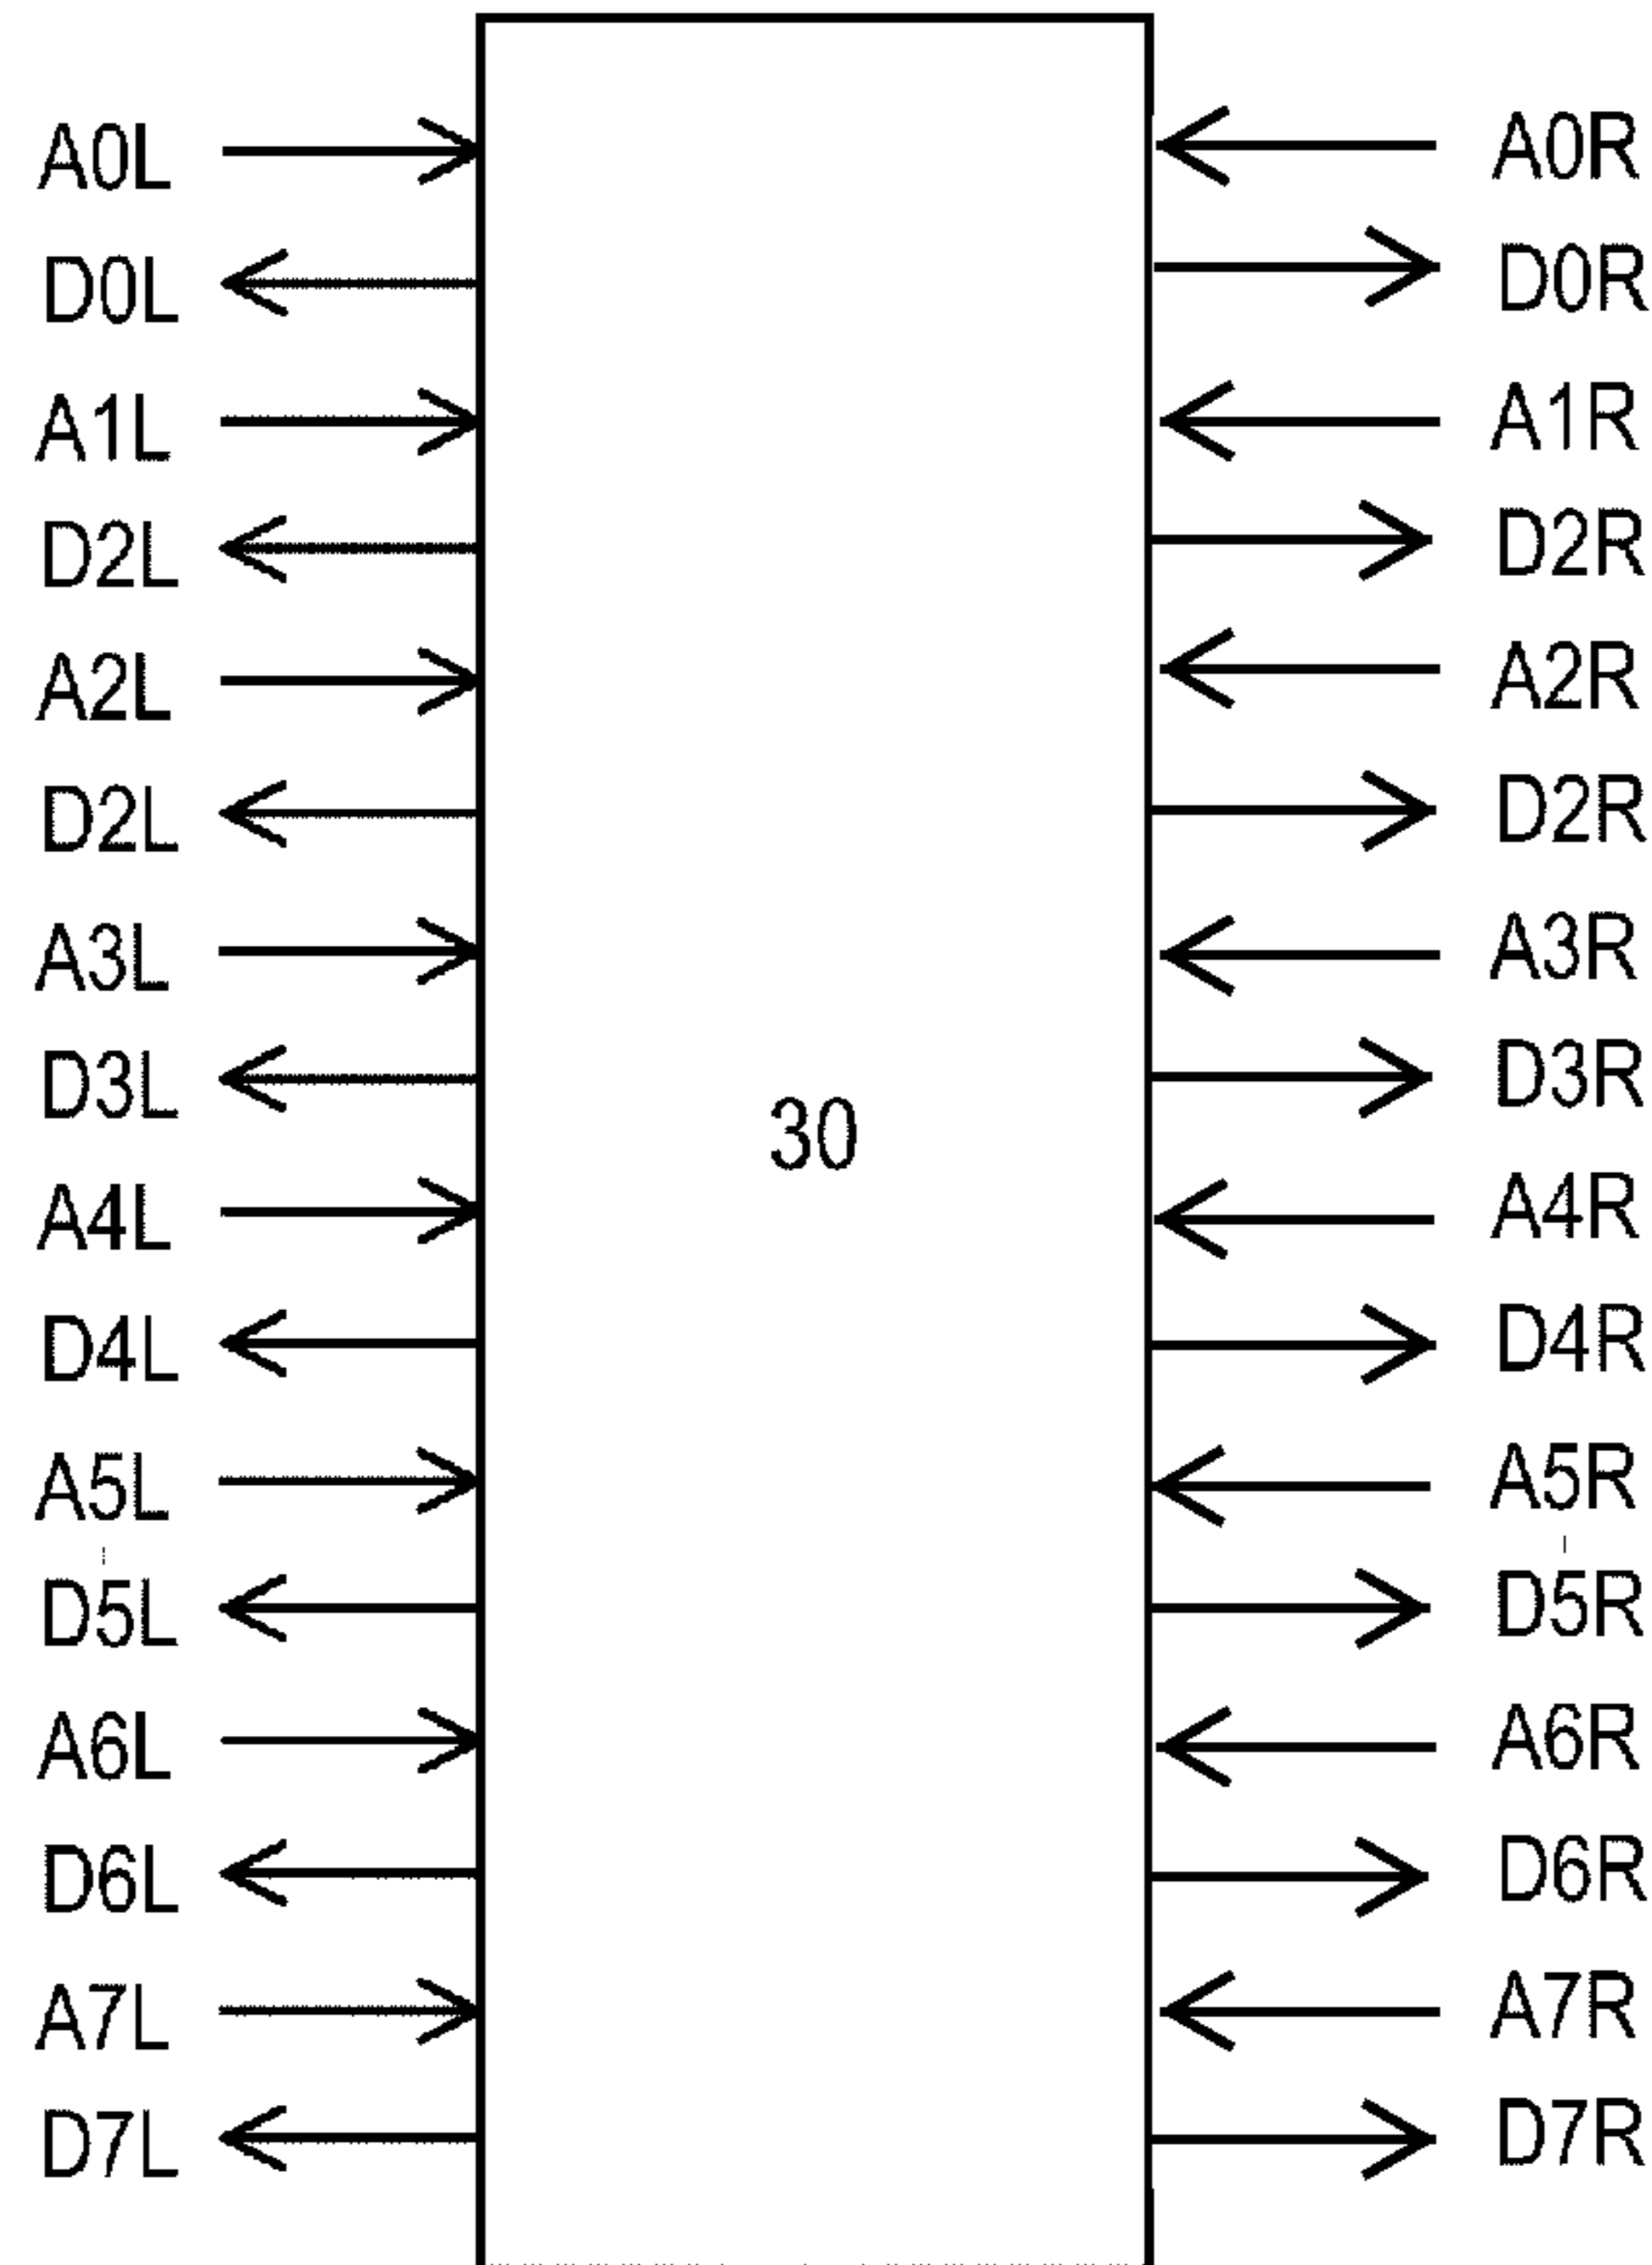 A0L A0R
D0L D0R
A1L A1R
D2L D2R
A2L A2R
D2L D2R
A3L A3R
D3L D3R
30
A4L A4R
D4L D4R
A5L A5R
D5L D5R
A6L A6R
D6L D6R
A7L A7R
D7L D7R